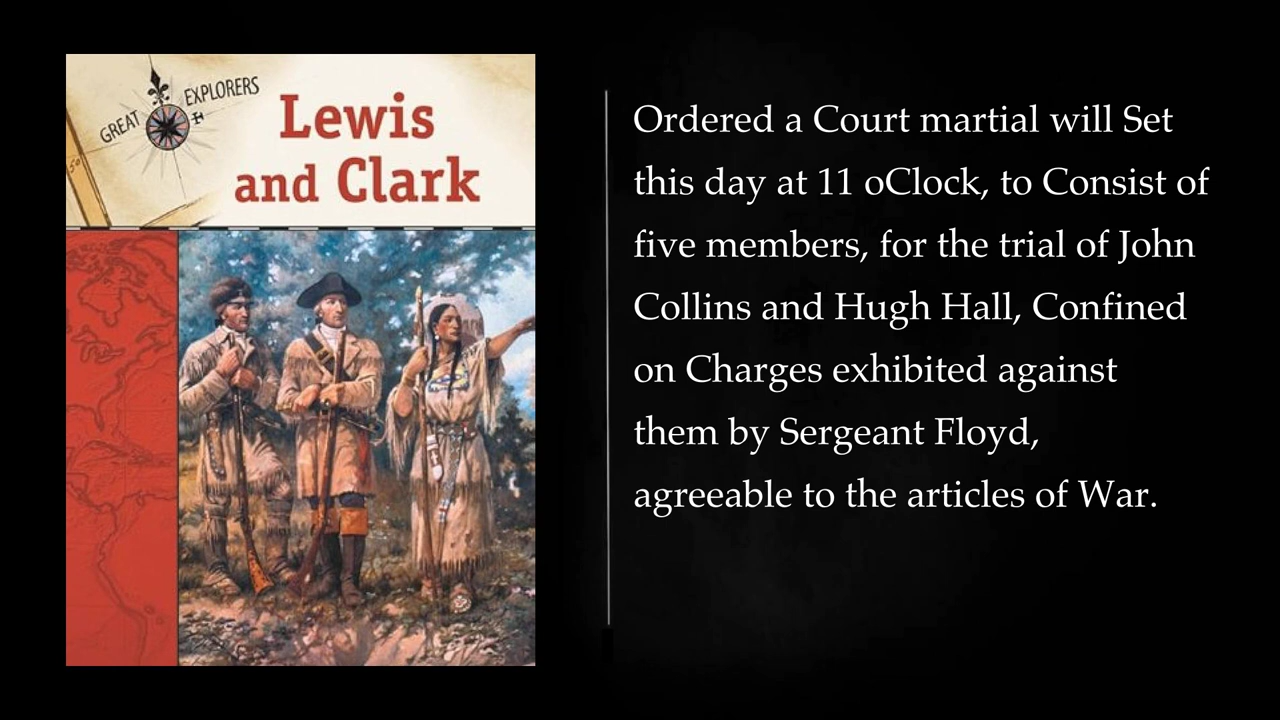 GREAT EXPLORERS
Lewis
and Clark
Ordered a Court martial will Set
this day at 11 oClock, to Consist of
five members, for the trial of John
Collins and Hugh Hall, Confined
on Charges exhibited against
them by Sergeant Floyd,
agreeable to the articles of War.